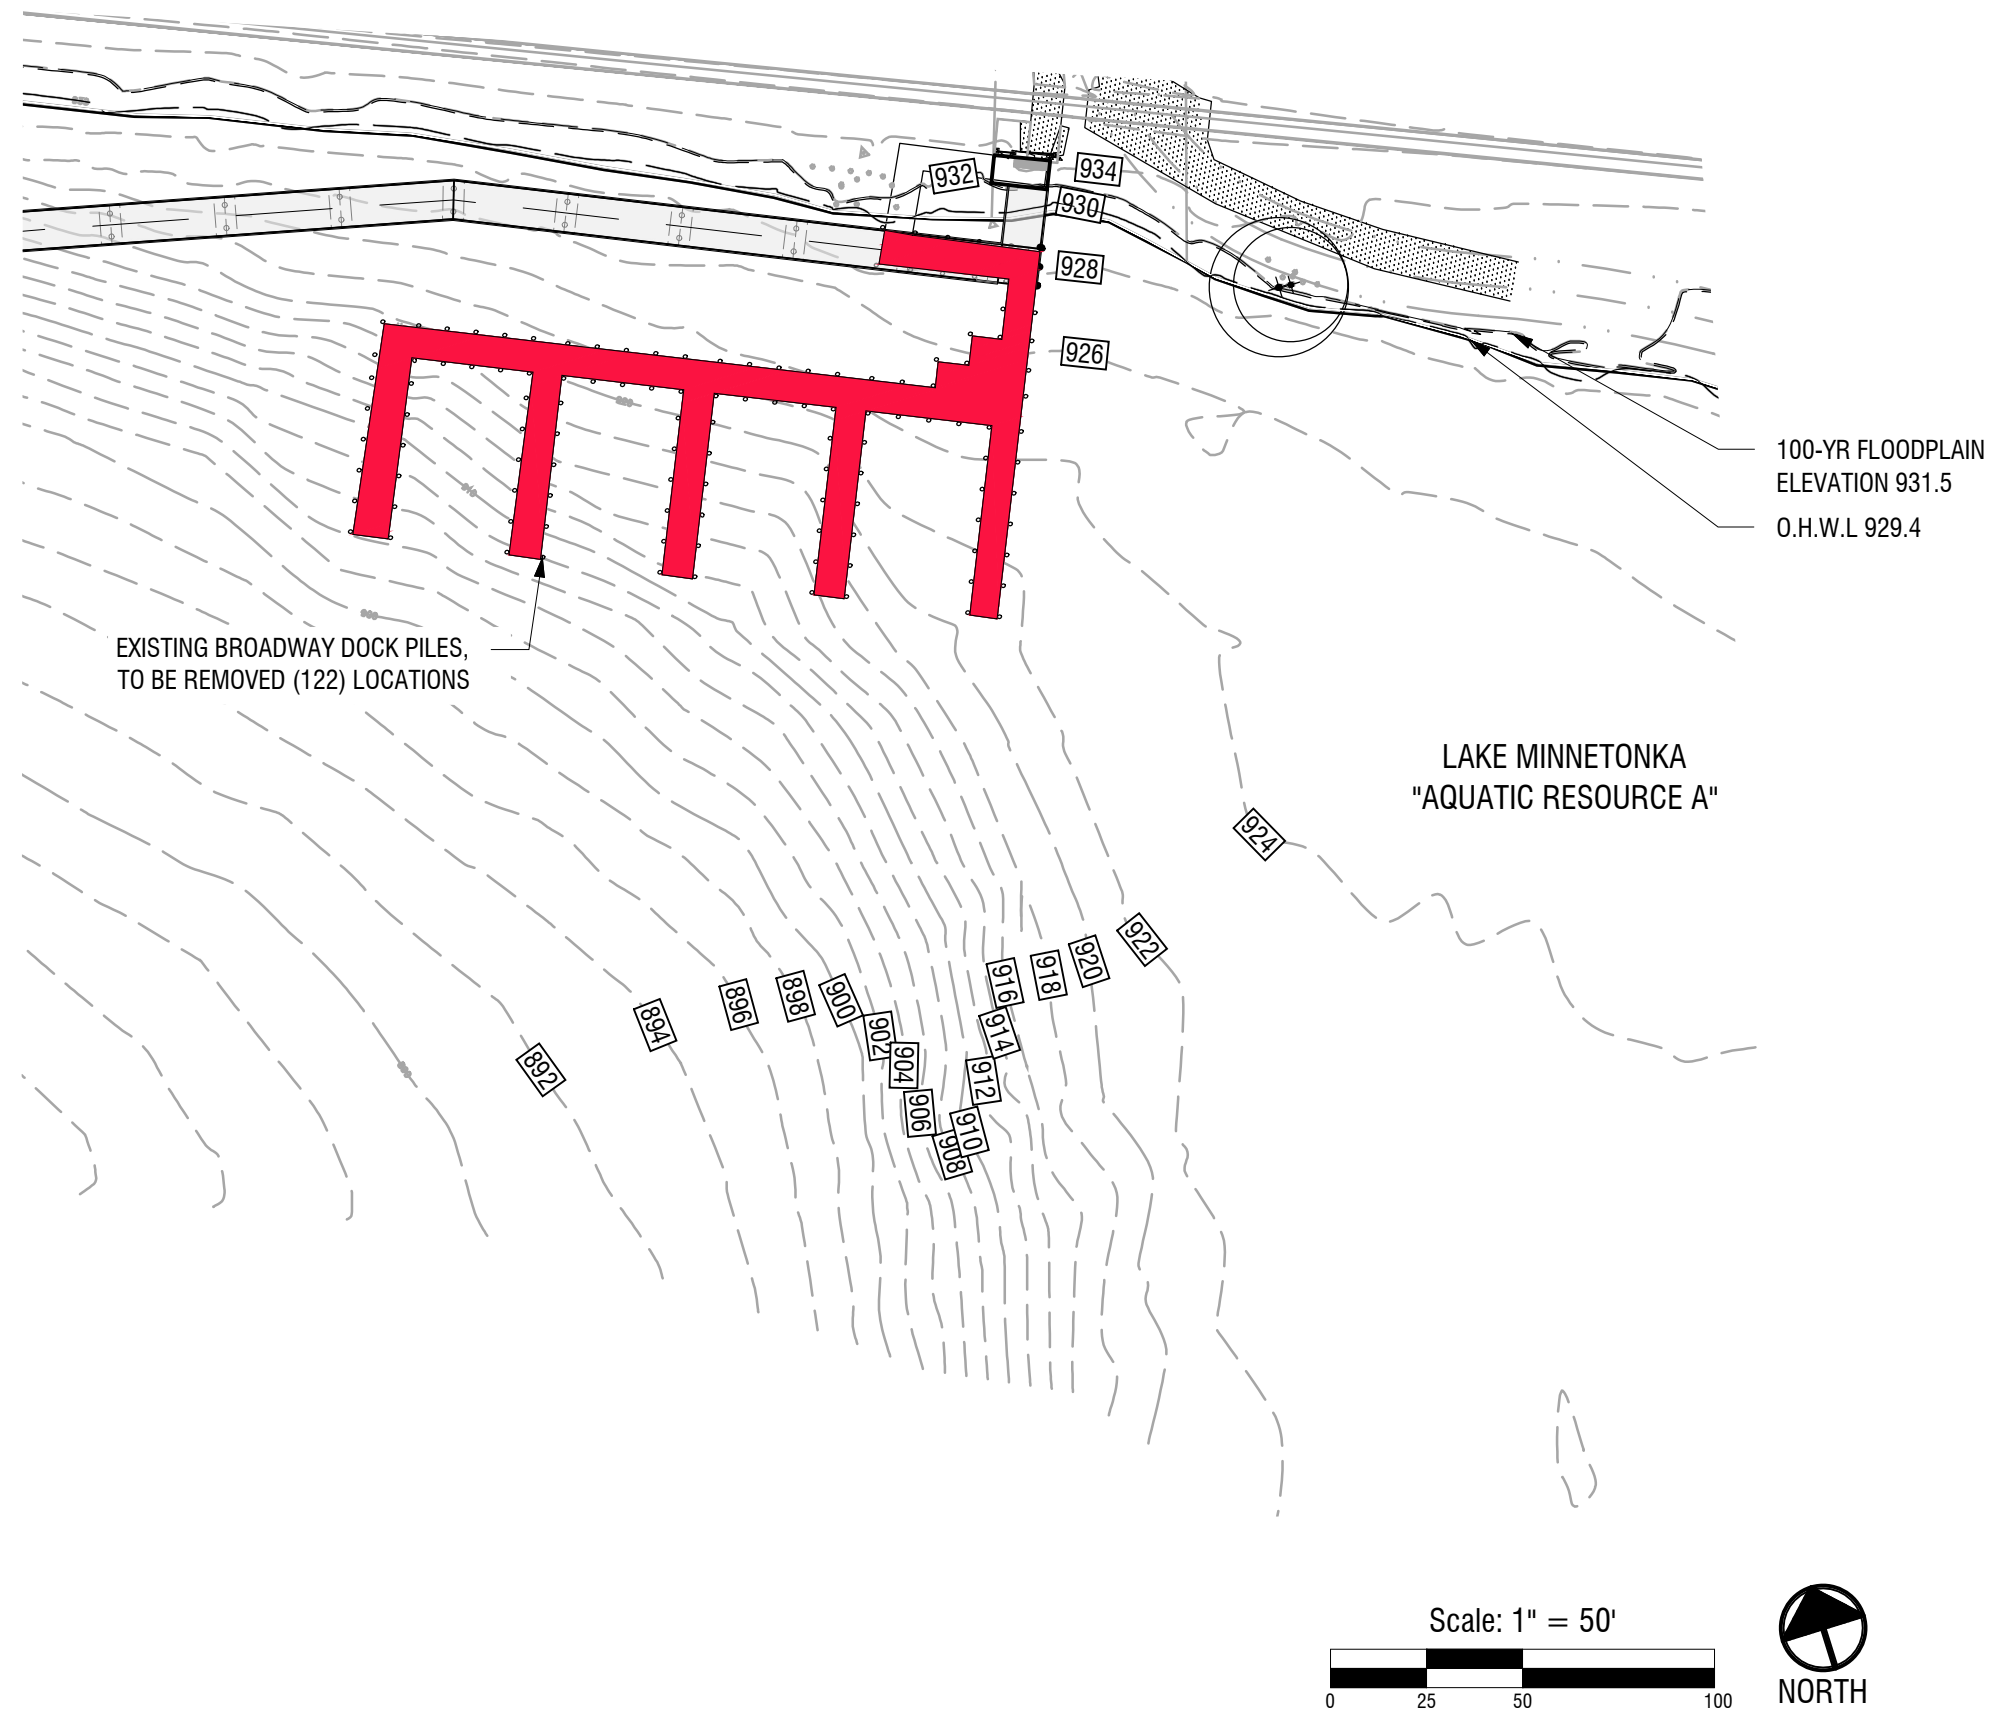 932
934
930
928
926
100-YR FLOODPLAIN
ELEVATION 931.5
O.H.W.L 929.4
EXISTING BROADWAY DOCK PILES,
TO BE REMOVED (122) LOCATIONS
LAKE MINNETONKA
"AQUATIC RESOURCE A"
924
922
920
918
916
914
912
910
908
906
904
902
900
898
896
894
892
Scale: 1" = 50'
0 25 50 100
NORTH